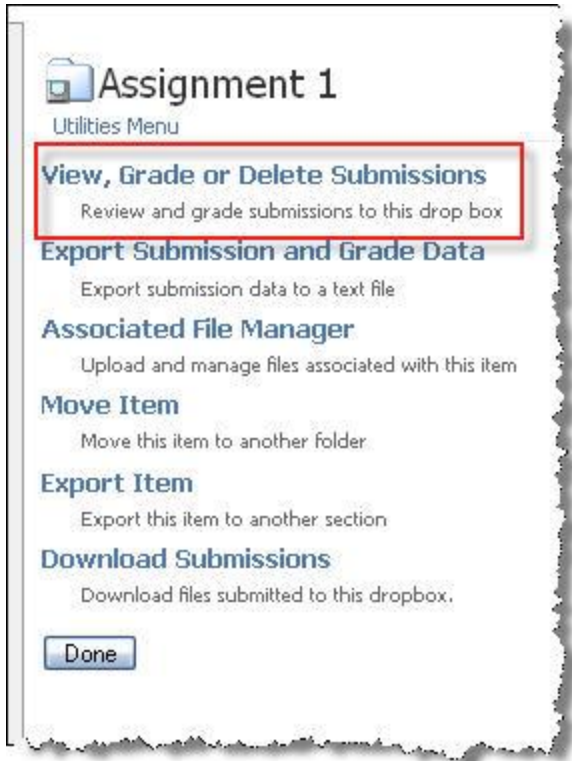 Assignment 1
Utilities Menu
View, Grade or Delete Submissions
Review and grade submissions to this drop box
Export Submission and Grade Data
Export submission data to a text file
Associated File Manager
Upload and manage files associated with this item
Move Item
Move this item to another folder
Export Item
Export this item to another section
Download Submissions
Download files submitted to this dropbox.
Done